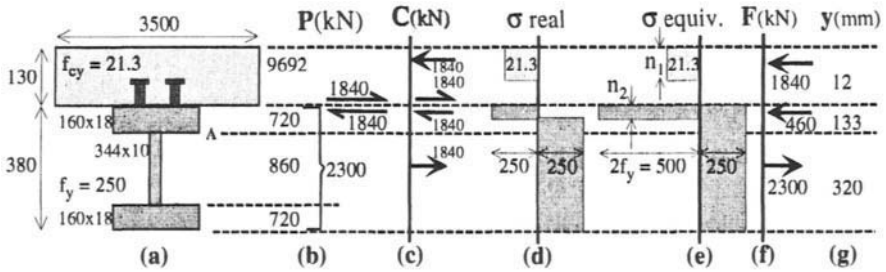 3500 P(kN) C(kN) σ real σ equiv. F(kN) y(mm)
130 f_cy = 21.3 9692 1840 21.3 n_1 21.3
1840 1840 n_2 1840 12
160x18 720 1840 1840 460 133
A
344x10 1840
380 860 2300 250 250 2f_y = 500 250 2300 320
f_y = 250
160x18 720
(a) (b) (c) (d) (e) (f) (g)